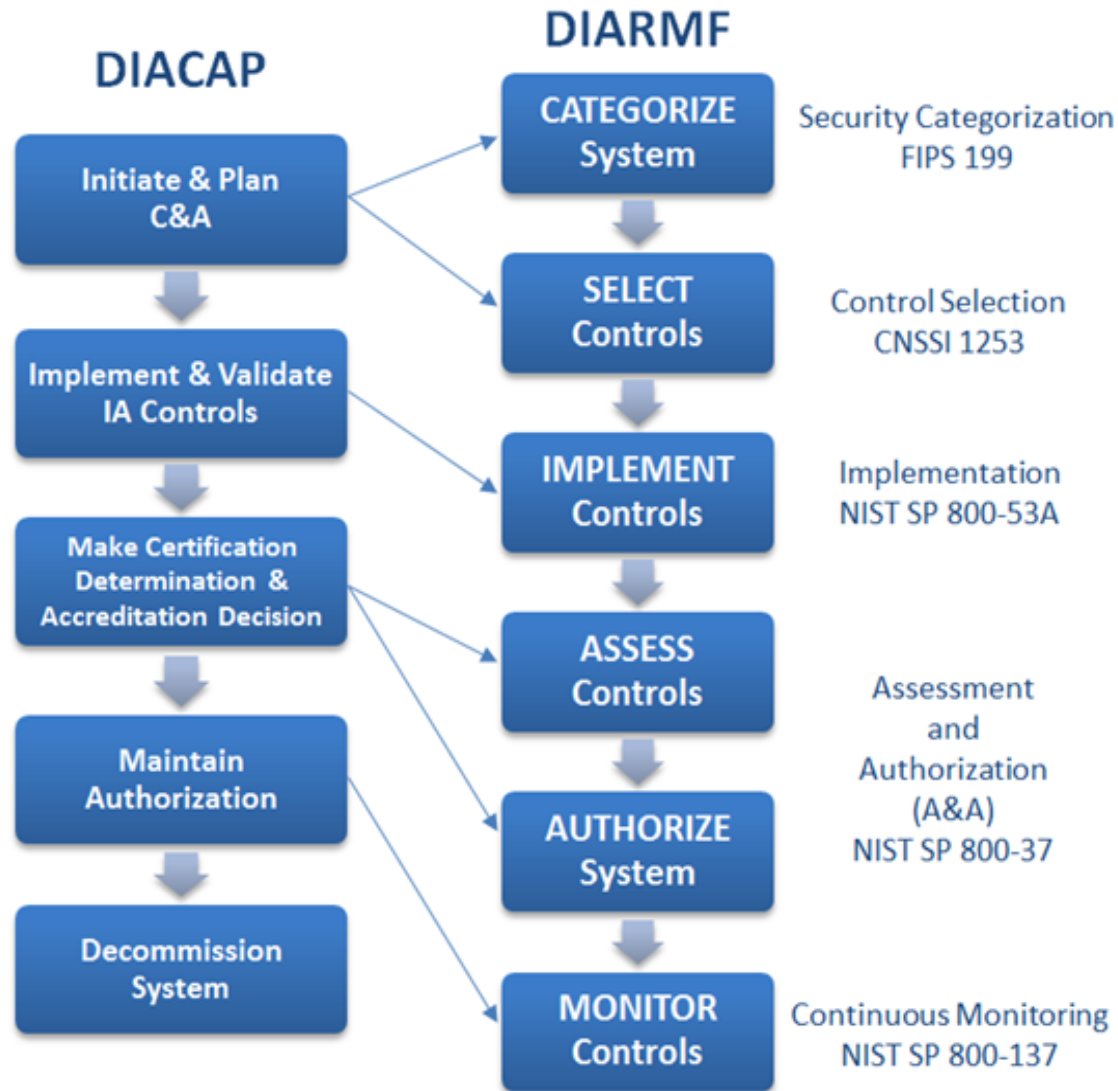 DIACAP
Initiate & Plan
C&A
Implement & Validate
IA Controls
Make Certification
Determination &
Accreditation Decision
Maintain
Authorization
Decommission
System
DIARMF
CATEGORIZE
System
SELECT
Controls
IMPLEMENT
Controls
ASSESS
Controls
AUTHORIZE
System
MONITOR
Controls
Security Categorization
FIPS 199
Control Selection
CNSSI 1253
Implementation
NIST SP 800-53A
Assessment
and
Authorization
(A&A)
NIST SP 800-37
Continuous Monitoring
NIST SP 800-137